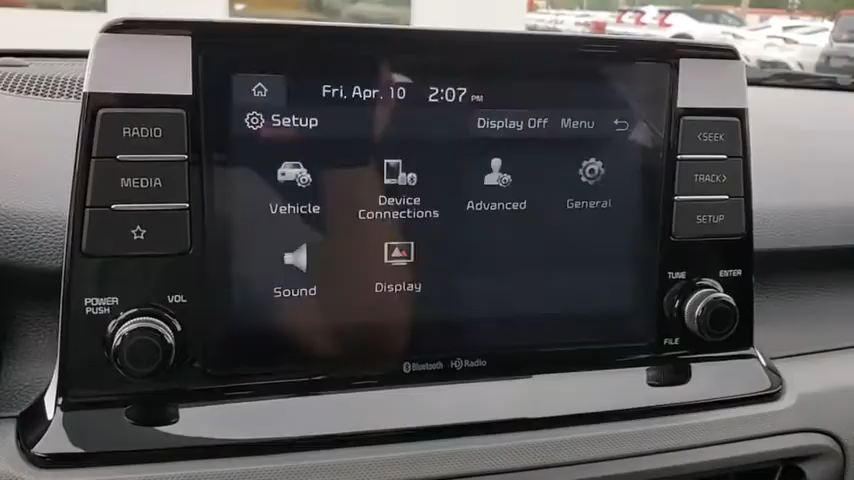 Fri, Apr. 10 2:07 PM
Setup Display Off Menu
RADIO
MEDIA
Vehicle
Device
Connections
Advanced
General
Sound
Display
<SEEK
TRACK>
SETUP
POWER
PUSH
VOL
TUNE
ENTER
FILE
Bluetooth HD Radio